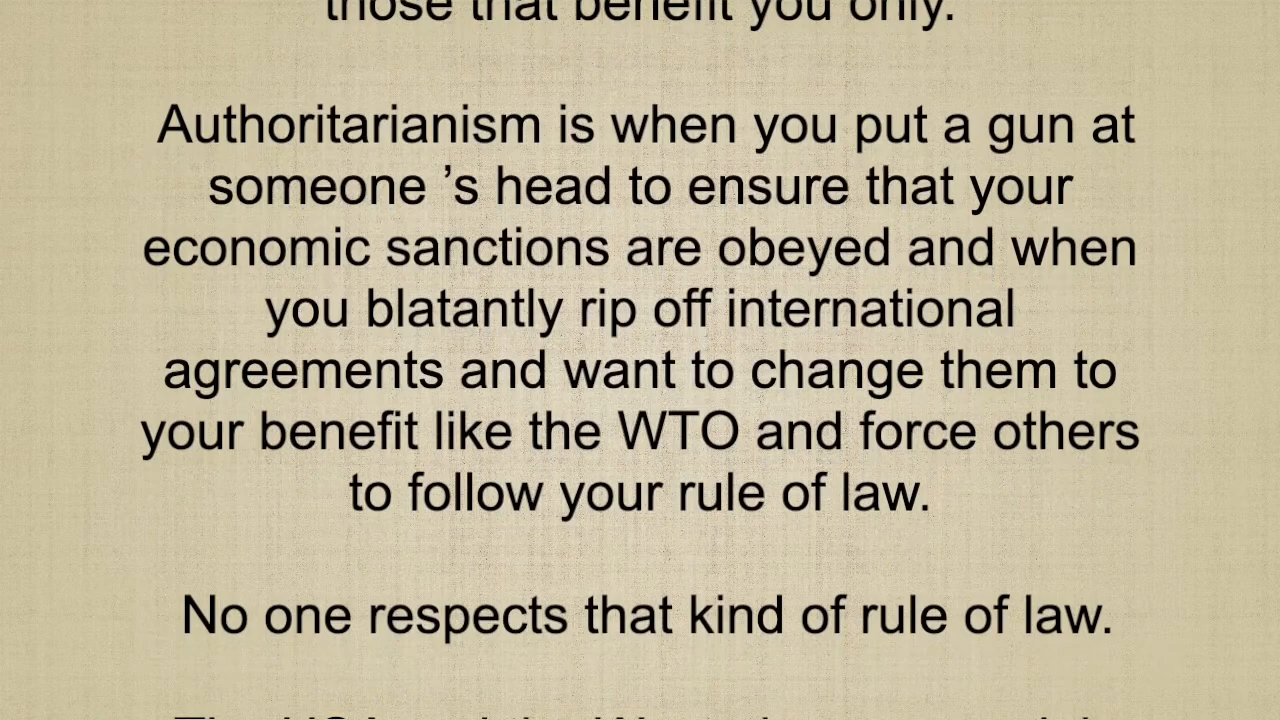 those that benefit you only.
Authoritarianism is when you put a gun at
someone ’s head to ensure that your
economic sanctions are obeyed and when
you blatantly rip off international
agreements and want to change them to
your benefit like the WTO and force others
to follow your rule of law.
No one respects that kind of rule of law.